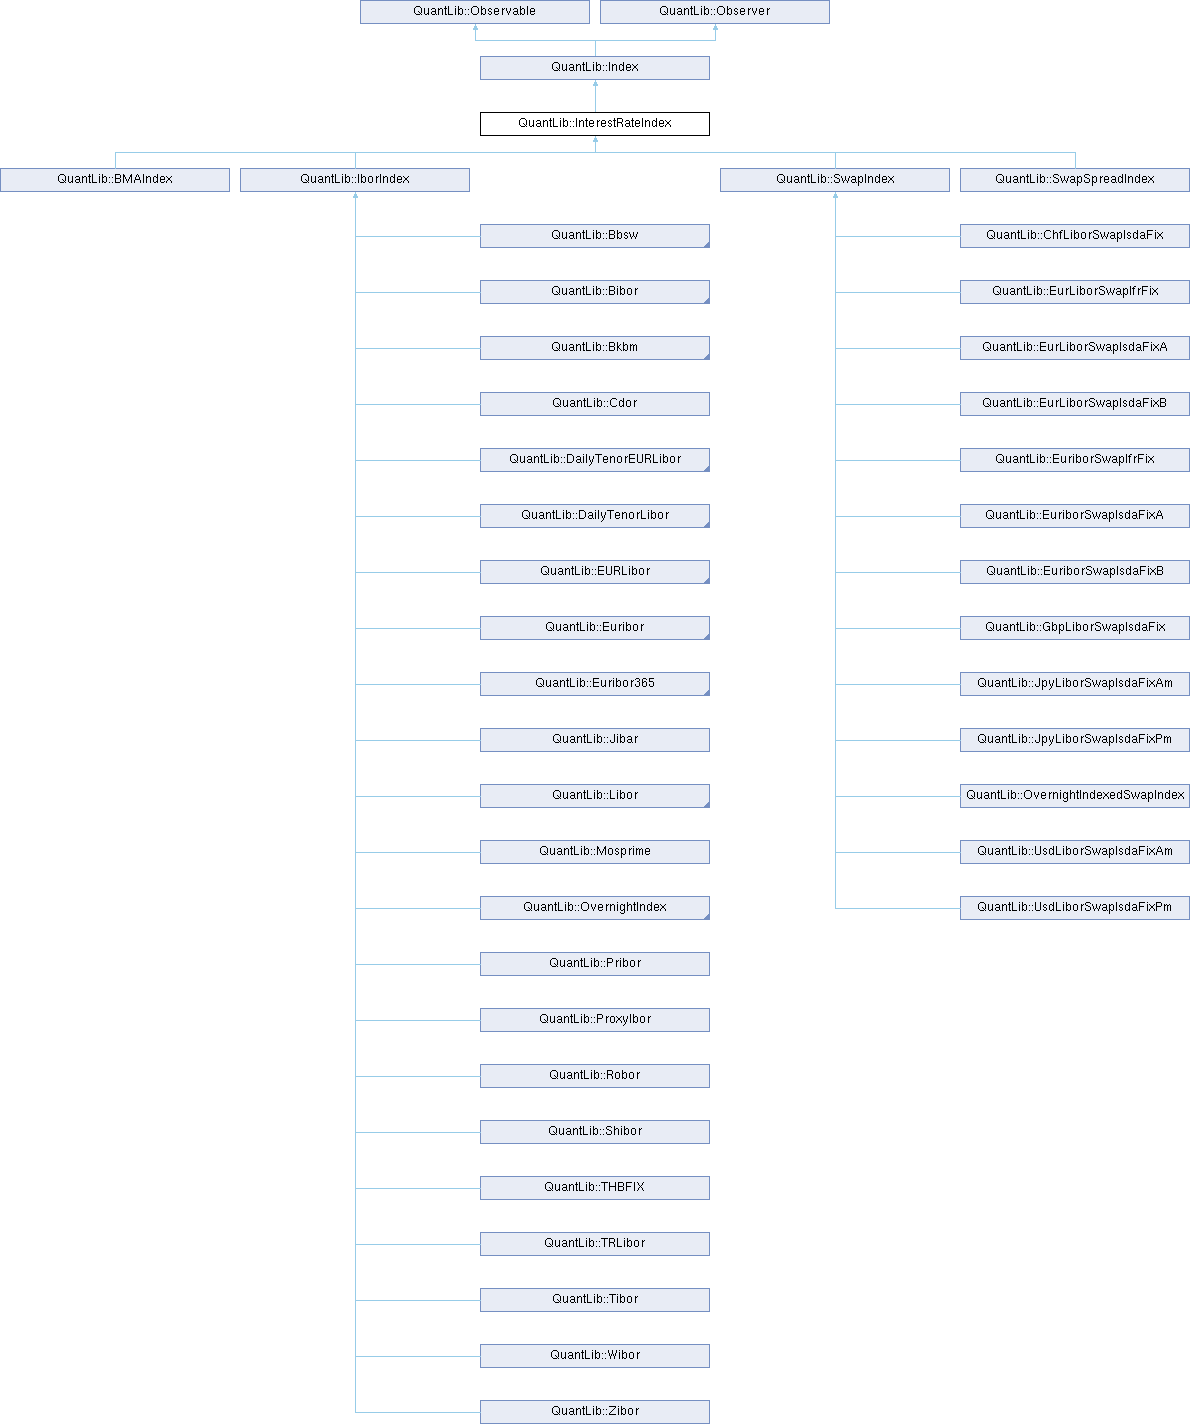 QuantLib::Observable
QuantLib::Observer
QuantLib::Index
QuantLib::InterestRateIndex
QuantLib::BMAIndex
QuantLib::IborIndex
QuantLib::SwapIndex
QuantLib::SwapSpreadIndex
QuantLib::Bbsw
QuantLib::ChfLiborSwapIsdaFix
QuantLib::Bibor
QuantLib::EurLiborSwapIfrFix
QuantLib::Bkbm
QuantLib::EurLiborSwapIsdaFixA
QuantLib::Cdor
QuantLib::EurLiborSwapIsdaFixB
QuantLib::DailyTenorEURLibor
QuantLib::EuriborSwapIfrFix
QuantLib::DailyTenorLibor
QuantLib::EuriborSwapIsdaFixA
QuantLib::EURLibor
QuantLib::EuriborSwapIsdaFixB
QuantLib::Euribor
QuantLib::GbpLiborSwapIsdaFix
QuantLib::Euribor365
QuantLib::JpyLiborSwapIsdaFixAm
QuantLib::Jibar
QuantLib::JpyLiborSwapIsdaFixPm
QuantLib::Libor
QuantLib::OvernightIndexedSwapIndex
QuantLib::Mosprime
QuantLib::UsdLiborSwapIsdaFixAm
QuantLib::OvernightIndex
QuantLib::UsdLiborSwapIsdaFixPm
QuantLib::Pribor
QuantLib::ProxyIbor
QuantLib::Robor
QuantLib::Shibor
QuantLib::THBFIX
QuantLib::TRLibor
QuantLib::Tibor
QuantLib::Wibor
QuantLib::Zibor